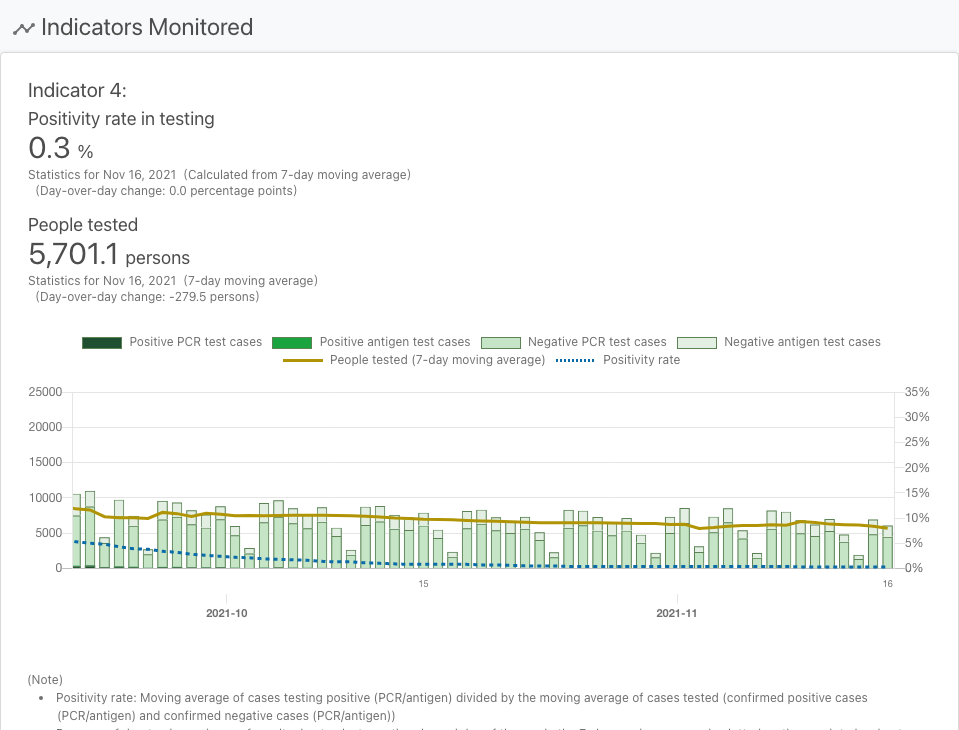 Indicators Monitored
Indicator 4:
Positivity rate in testing
0.3 %
Statistics for Nov 16, 2021 (Calculated from 7-day moving average)
(Day-over-day change: 0.0 percentage points)
People tested
5,701.1 persons
Statistics for Nov 16, 2021 (7-day moving average)
(Day-over-day change: -279.5 persons)
Positive PCR test cases Positive antigen test cases Negative PCR test cases Negative antigen test cases
People tested (7-day moving average) Positivity rate
25000 35%
20000 30%
25%
15000 20%
10000 15%
10%
5000 5%
0 0%
15 16
2021-10 2021-11
(Note)
• Positivity rate: Moving average of cases testing positive (PCR/antigen) divided by the moving average of cases tested (confirmed positive cases
(PCR/antigen) and confirmed negative cases (PCR/antigen))